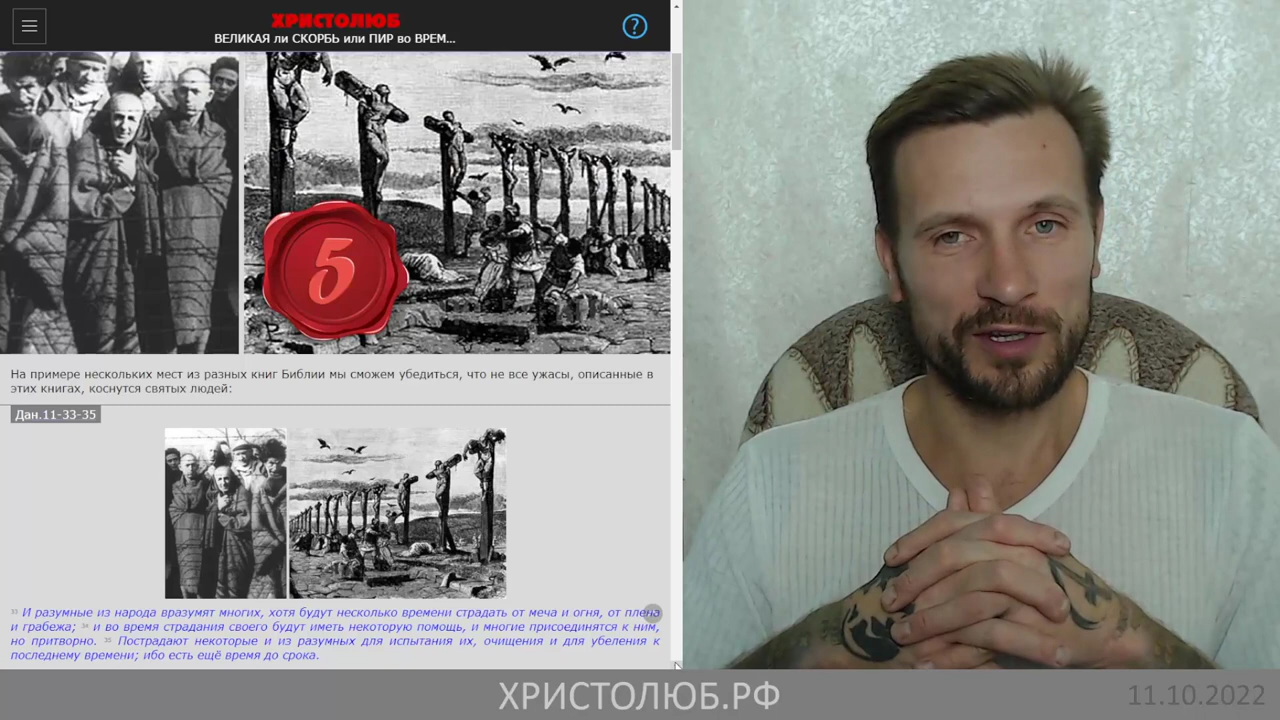 ХРИСТОЛЮБ
ВЕЛИКАЯ ли СКОРБЬ или ПИР во ВРЕМ...
?
5
На примере нескольких мест из разных книг Библии мы сможем убедиться, что не все ужасы, описанные в
этих книгах, коснутся святых людей:
Дан.11-33-35
33 И разумные из народа вразумят многих, хотя будут несколько времени страдать от меча и огня, от плена
и грабежа; 34 и во время страдания своего будут иметь некоторую помощь, и многие присоединятся к ним,
но притворно. 35 Пострадают некоторые и из разумных для испытания их, очищения и для убеления к
последнему времени; ибо есть ещё время до срока.
ХРИСТОЛЮБ.РФ
11.10.2022